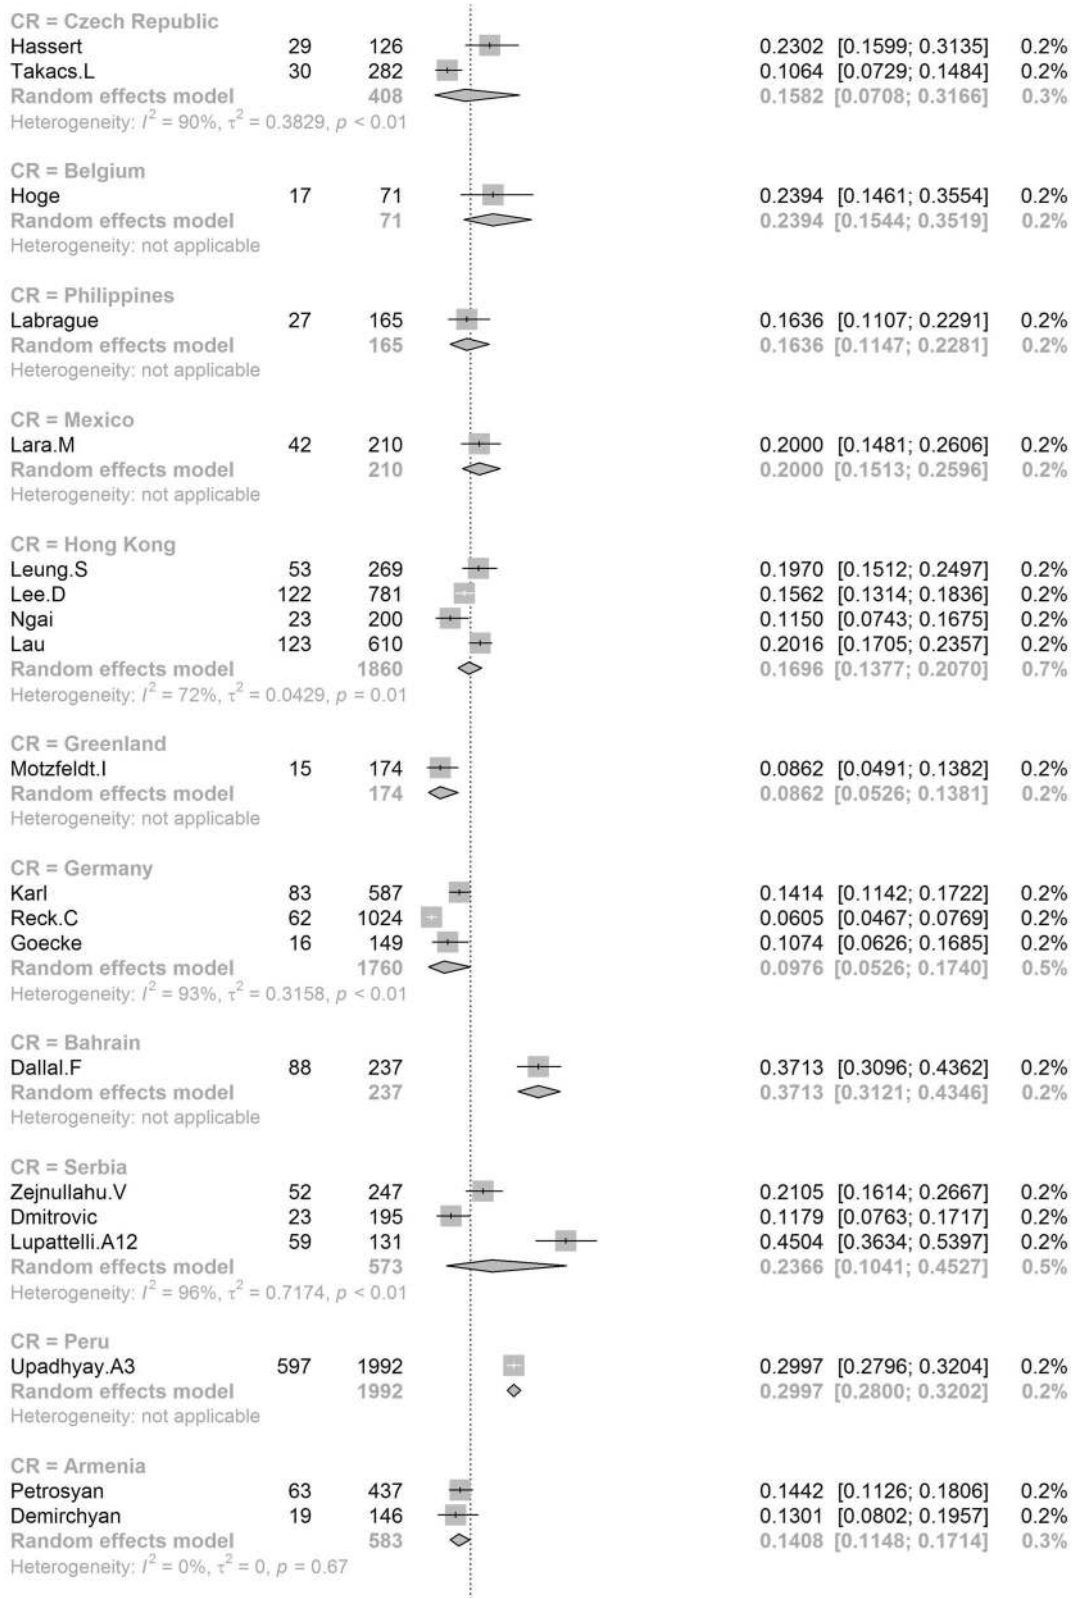 CR = Czech Republic
Hassert 29 126 0.2302 [0.1599; 0.3135] 0.2%
Takacs.L 30 282 0.1064 [0.0729; 0.1484] 0.2%
Random effects model 408 0.1582 [0.0708; 0.3166] 0.3%
Heterogeneity: I² = 90%, τ² = 0.3829, p < 0.01
CR = Belgium
Hoge 17 71 0.2394 [0.1461; 0.3554] 0.2%
Random effects model 71 0.2394 [0.1544; 0.3519] 0.2%
Heterogeneity: not applicable
CR = Philippines
Labrague 27 165 0.1636 [0.1107; 0.2291] 0.2%
Random effects model 165 0.1636 [0.1147; 0.2281] 0.2%
Heterogeneity: not applicable
CR = Mexico
Lara.M 42 210 0.2000 [0.1481; 0.2606] 0.2%
Random effects model 210 0.2000 [0.1513; 0.2596] 0.2%
Heterogeneity: not applicable
CR = Hong Kong
Leung.S 53 269 0.1970 [0.1512; 0.2497] 0.2%
Lee.D 122 781 0.1562 [0.1314; 0.1836] 0.2%
Ngai 23 200 0.1150 [0.0743; 0.1675] 0.2%
Lau 123 610 0.2016 [0.1705; 0.2357] 0.2%
Random effects model 1860 0.1696 [0.1377; 0.2070] 0.7%
Heterogeneity: I² = 72%, τ² = 0.0429, p = 0.01
CR = Greenland
Motzfeldt.I 15 174 0.0862 [0.0491; 0.1382] 0.2%
Random effects model 174 0.0862 [0.0526; 0.1381] 0.2%
Heterogeneity: not applicable
CR = Germany
Karl 83 587 0.1414 [0.1142; 0.1722] 0.2%
Reck.C 62 1024 0.0605 [0.0467; 0.0769] 0.2%
Goecke 16 149 0.1074 [0.0626; 0.1685] 0.2%
Random effects model 1760 0.0976 [0.0526; 0.1740] 0.5%
Heterogeneity: I² = 93%, τ² = 0.3158, p < 0.01
CR = Bahrain
Dallal.F 88 237 0.3713 [0.3096; 0.4362] 0.2%
Random effects model 237 0.3713 [0.3121; 0.4346] 0.2%
Heterogeneity: not applicable
CR = Serbia
Zejnullahu.V 52 247 0.2105 [0.1614; 0.2667] 0.2%
Dmitrovic 23 195 0.1179 [0.0763; 0.1717] 0.2%
Lupattelli.A12 59 131 0.4504 [0.3634; 0.5397] 0.2%
Random effects model 573 0.2366 [0.1041; 0.4527] 0.5%
Heterogeneity: I² = 96%, τ² = 0.7174, p < 0.01
CR = Peru
Upadhyay.A3 597 1992 0.2997 [0.2796; 0.3204] 0.2%
Random effects model 1992 0.2997 [0.2800; 0.3202] 0.2%
Heterogeneity: not applicable
CR = Armenia
Petrosyan 63 437 0.1442 [0.1126; 0.1806] 0.2%
Demirchyan 19 146 0.1301 [0.0802; 0.1957] 0.2%
Random effects model 583 0.1408 [0.1148; 0.1714] 0.3%
Heterogeneity: I² = 0%, τ² = 0, p = 0.67